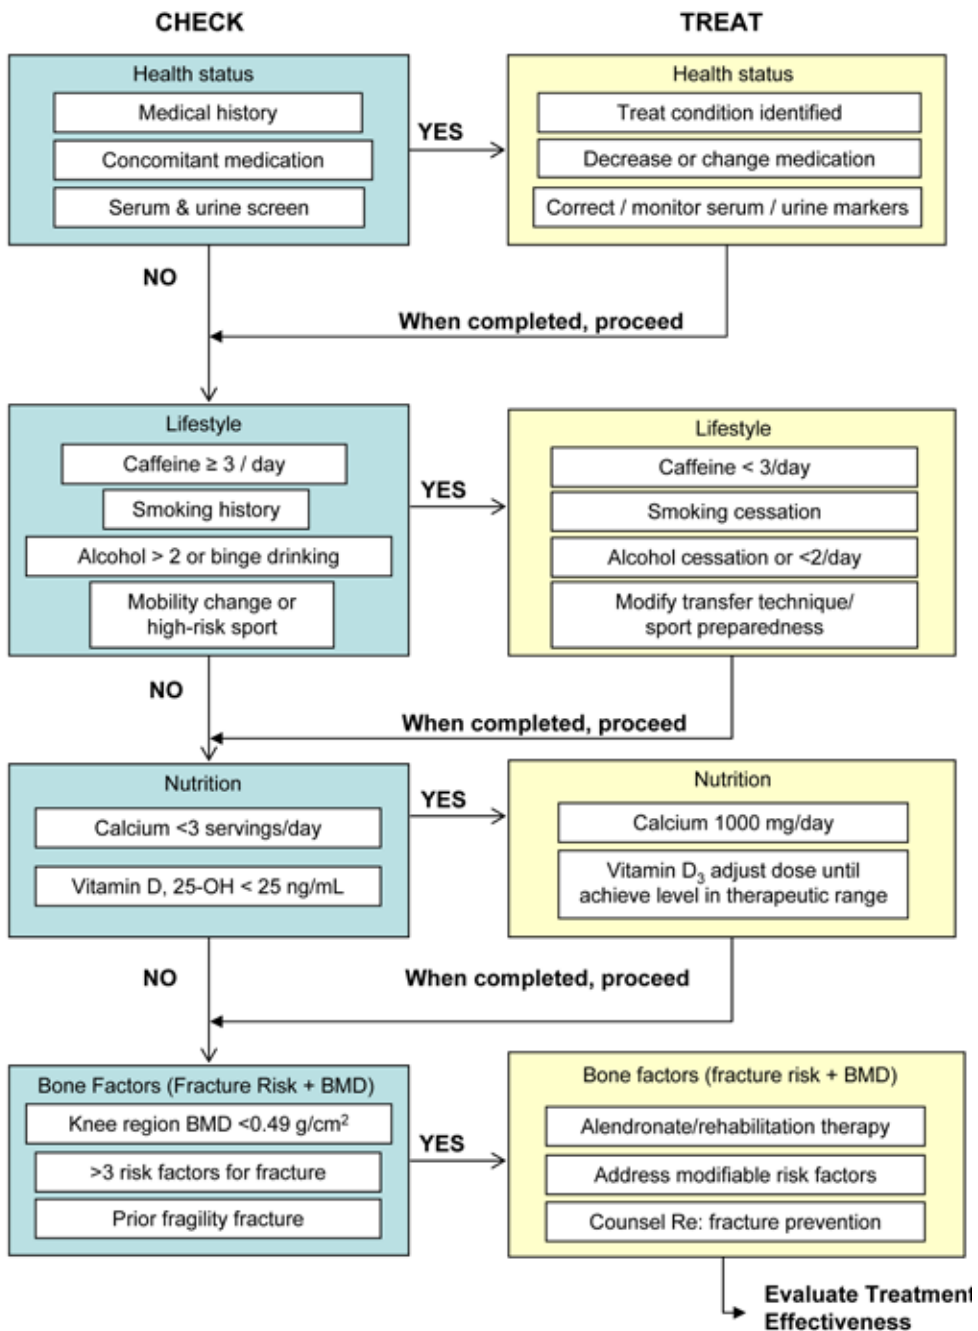 CHECK
TREAT
Health status
Medical history
Concomitant medication
Serum & urine screen
YES
Health status
Treat condition identified
Decrease or change medication
Correct / monitor serum / urine markers
NO
When completed, proceed
Lifestyle
Caffeine ≥ 3 / day
Smoking history
Alcohol > 2 or binge drinking
Mobility change or
high-risk sport
YES
Lifestyle
Caffeine < 3/day
Smoking cessation
Alcohol cessation or <2/day
Modify transfer technique/
sport preparedness
NO
When completed, proceed
Nutrition
Calcium <3 servings/day
Vitamin D, 25-OH < 25 ng/mL
YES
Nutrition
Calcium 1000 mg/day
Vitamin D₃ adjust dose until
achieve level in therapeutic range
NO
When completed, proceed
Bone Factors (Fracture Risk + BMD)
Knee region BMD <0.49 g/cm²
>3 risk factors for fracture
Prior fragility fracture
YES
Bone factors (fracture risk + BMD)
Alendronate/rehabilitation therapy
Address modifiable risk factors
Counsel Re: fracture prevention
Evaluate Treatment
Effectiveness